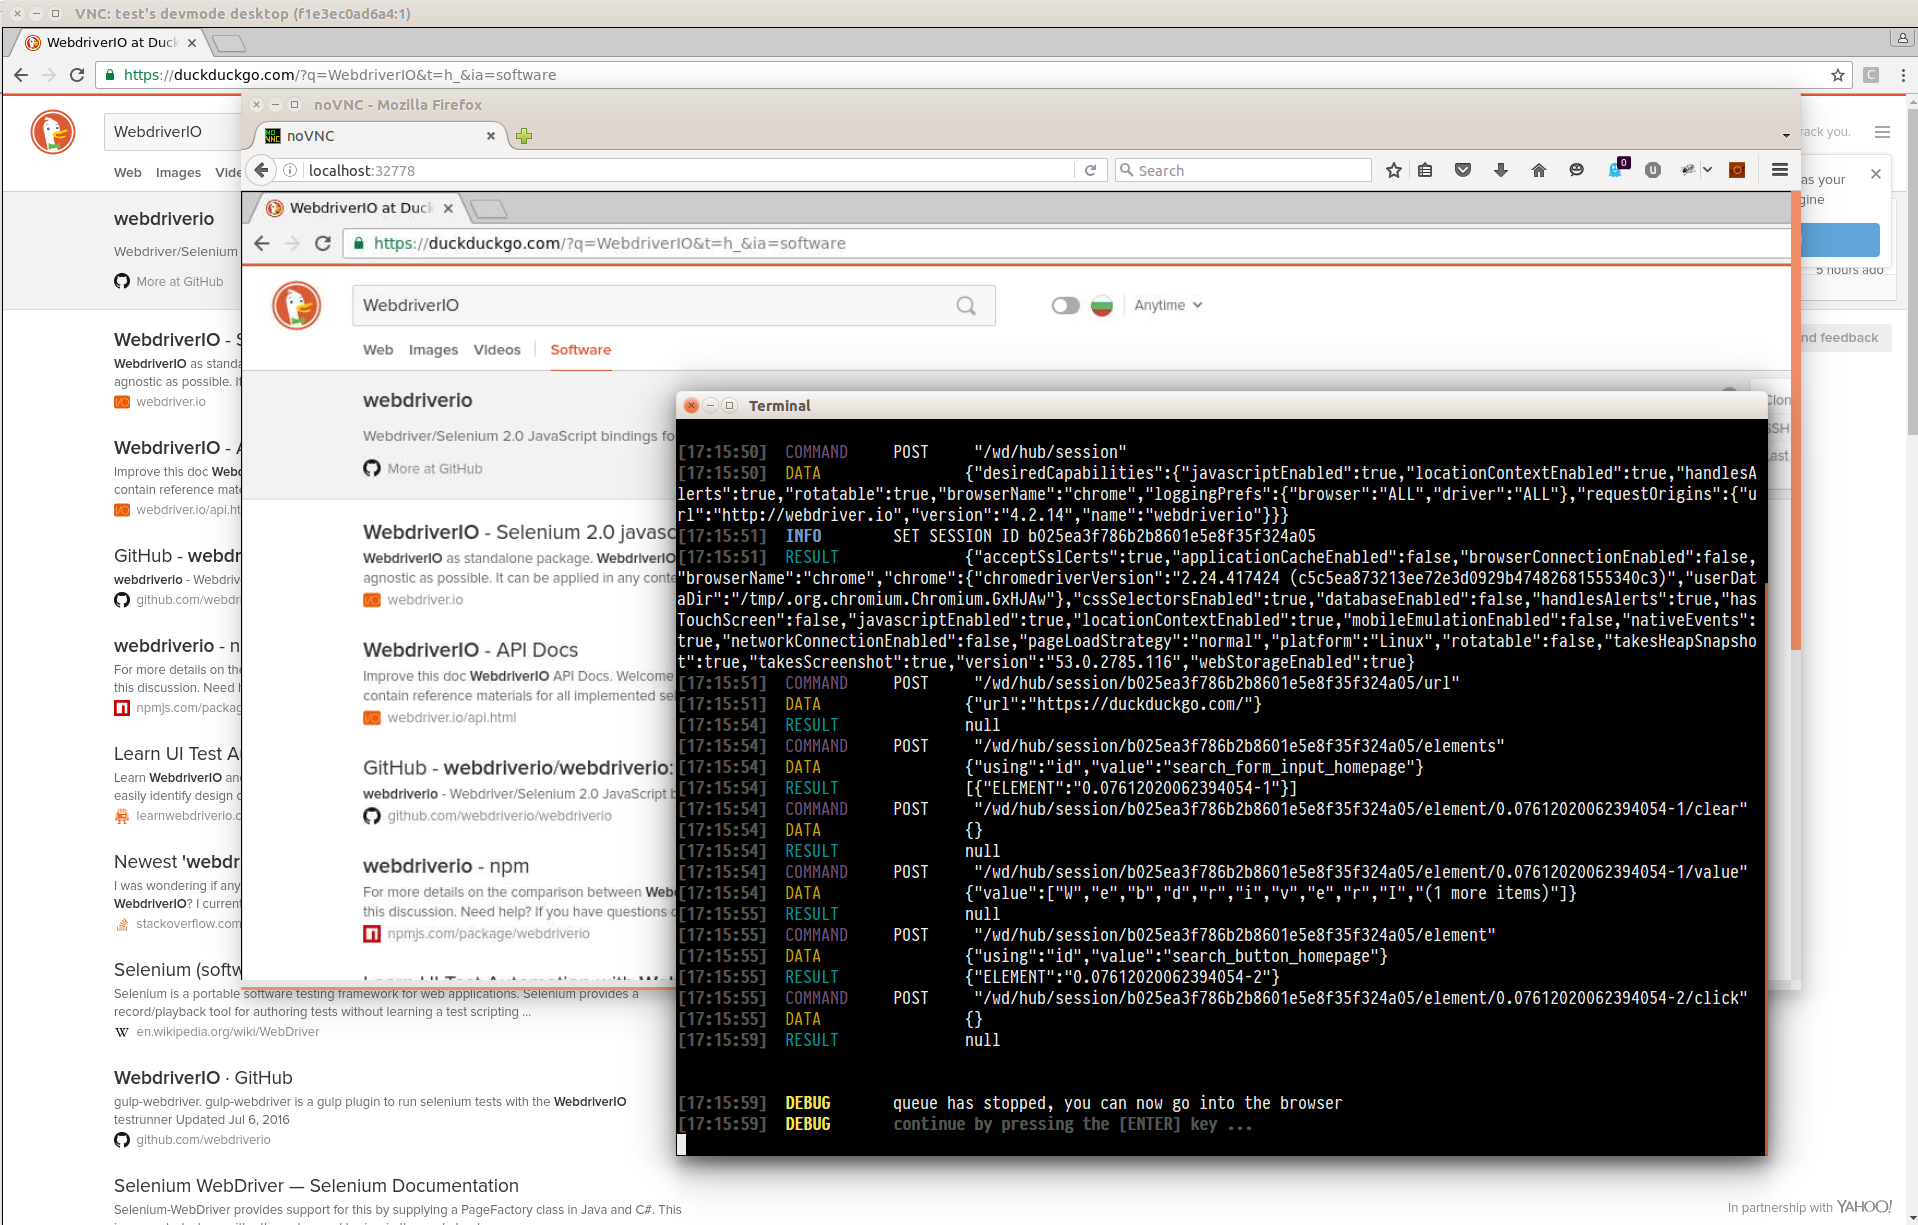 VNC: test's devmode desktop (f1e3ec0ad6a4:1)
WebdriverIO at Duck
https://duckduckgo.com/?q=WebdriverIO&t=h_&ia=software
WebdriverIO
rack you.
Web Images Vide
as your
gine
5 hours ago
nd feedback
webdriverio
Webdriver/Selenium
More at GitHub
WebdriverIO - S
WebdriverIO as standa
agnostic as possible. It
webdriver.io
WebdriverIO - A
Improve this doc Webd
contain reference mate
webdriver.io/api.ht
GitHub - webdr
webdriverio - Webdriv
github.com/webdri
webdriverio - n
For more details on the
this discussion. Need h
npmjs.com/packag
Learn UI Test A
Learn WebdriverIO and
easily identify design c
learnwebdriverio.c
Newest 'webdr
I was wondering if any
WebdriverIO? I current
stackoverflow.com
Selenium (softw
Selenium is a portable software testing framework for web applications. Selenium provides a
record/playback tool for authoring tests without learning a test scripting ...
en.wikipedia.org/wiki/WebDriver
WebdriverIO · GitHub
gulp-webdriver. gulp-webdriver is a gulp plugin to run selenium tests with the WebdriverIO
testrunner Updated Jul 6, 2016
github.com/webdriverio
Selenium WebDriver — Selenium Documentation
Selenium-WebDriver provides support for this by supplying a PageFactory class in Java and C#. This
In partnership with YAHOO!
noVNC - Mozilla Firefox
noVNC
localhost:32778
Search
0
WebdriverIO at Duck
https://duckduckgo.com/?q=WebdriverIO&t=h_&ia=software
WebdriverIO
Anytime
Web Images Videos Software
webdriverio
Webdriver/Selenium 2.0 JavaScript bindings fo
More at GitHub
Clon
SSH
Last
WebdriverIO - Selenium 2.0 javasc
WebdriverIO as standalone package. WebdriverIO
agnostic as possible. It can be applied in any conte
webdriver.io
WebdriverIO - API Docs
Improve this doc WebdriverIO API Docs. Welcome
contain reference materials for all implemented se
webdriver.io/api.html
GitHub - webdriverio/webdriverio:
webdriverio - Webdriver/Selenium 2.0 JavaScript b
github.com/webdriverio/webdriverio
webdriverio - npm
For more details on the comparison between Web
this discussion. Need help? If you have questions o
npmjs.com/package/webdriverio
Learn UI Test Automation with Web
Terminal
[17:15:50] COMMAND POST "/wd/hub/session"
[17:15:50] DATA {"desiredCapabilities":{"javascriptEnabled":true,"locationContextEnabled":true,"handlesA
lerts":true,"rotatable":true,"browserName":"chrome","loggingPrefs":{"browser":"ALL","driver":"ALL"},"requestOrigins":{"u
rl":"http://webdriver.io","version":"4.2.14","name":"webdriverio"}}}
[17:15:51] INFO SET SESSION ID b025ea3f786b2b8601e5e8f35f324a05
[17:15:51] RESULT {"acceptSslCerts":true,"applicationCacheEnabled":false,"browserConnectionEnabled":false,
"browserName":"chrome","chrome":{"chromedriverVersion":"2.24.417424 (c5c5ea873213ee72e3d0929b47482681555340c3)","userDat
aDir":"/tmp/.org.chromium.Chromium.GxHJAw"},"cssSelectorsEnabled":true,"databaseEnabled":false,"handlesAlerts":true,"has
TouchScreen":false,"javascriptEnabled":true,"locationContextEnabled":true,"mobileEmulationEnabled":false,"nativeEvents":
true,"networkConnectionEnabled":false,"pageLoadStrategy":"normal","platform":"Linux","rotatable":false,"takesHeapSnapsho
t":true,"takesScreenshot":true,"version":"53.0.2785.116","webStorageEnabled":true}
[17:15:51] COMMAND POST "/wd/hub/session/b025ea3f786b2b8601e5e8f35f324a05/url"
[17:15:51] DATA {"url":"https://duckduckgo.com/"}
[17:15:54] RESULT null
[17:15:54] COMMAND POST "/wd/hub/session/b025ea3f786b2b8601e5e8f35f324a05/elements"
[17:15:54] DATA {"using":"id","value":"search_form_input_homepage"}
[17:15:54] RESULT [{"ELEMENT":"0.07612020062394054-1"}]
[17:15:54] COMMAND POST "/wd/hub/session/b025ea3f786b2b8601e5e8f35f324a05/element/0.07612020062394054-1/clear"
[17:15:54] DATA {}
[17:15:54] RESULT null
[17:15:54] COMMAND POST "/wd/hub/session/b025ea3f786b2b8601e5e8f35f324a05/element/0.07612020062394054-1/value"
[17:15:54] DATA {"value":["W","e","b","d","r","i","v","e","r","I","(1 more items)"]}
[17:15:55] RESULT null
[17:15:55] COMMAND POST "/wd/hub/session/b025ea3f786b2b8601e5e8f35f324a05/element"
[17:15:55] DATA {"using":"id","value":"search_button_homepage"}
[17:15:55] RESULT {"ELEMENT":"0.07612020062394054-2"}
[17:15:55] COMMAND POST "/wd/hub/session/b025ea3f786b2b8601e5e8f35f324a05/element/0.07612020062394054-2/click"
[17:15:55] DATA {}
[17:15:59] RESULT null
[17:15:59] DEBUG queue has stopped, you can now go into the browser
[17:15:59] DEBUG continue by pressing the [ENTER] key ...